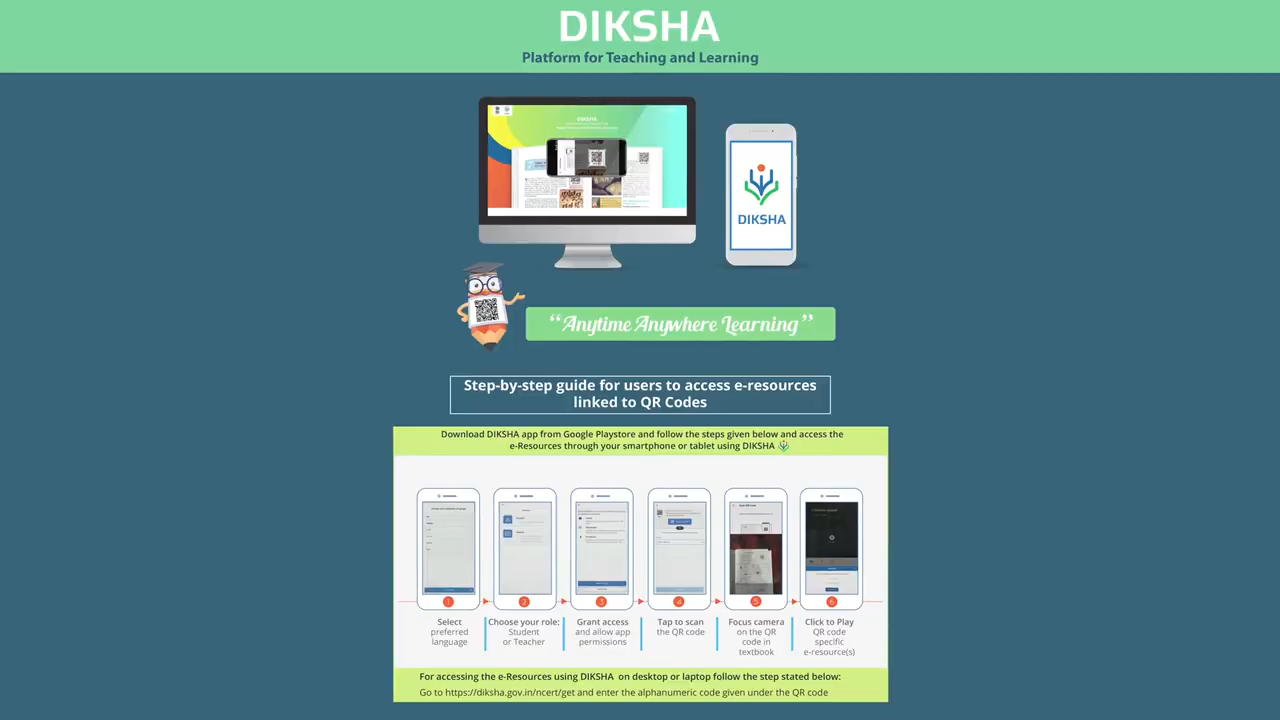 DIKSHA
Platform for Teaching and Learning
DIKSHA
DIKSHA
“Anytime Anywhere Learning”
Step-by-step guide for users to access e-resources
linked to QR Codes
Download DIKSHA app from Google Playstore and follow the steps given below and access the
e-Resources through your smartphone or tablet using DIKSHA
1
2
3
4
5
6
Select
preferred
language
Choose your role:
Student
or Teacher
Grant access
and allow app
permissions
Tap to scan
the QR code
Focus camera
on the QR
code in
textbook
Click to Play
QR code
specific
e-resource(s)
For accessing the e-Resources using DIKSHA on desktop or laptop follow the step stated below:
Go to https://diksha.gov.in/ncert/get and enter the alphanumeric code given under the QR code